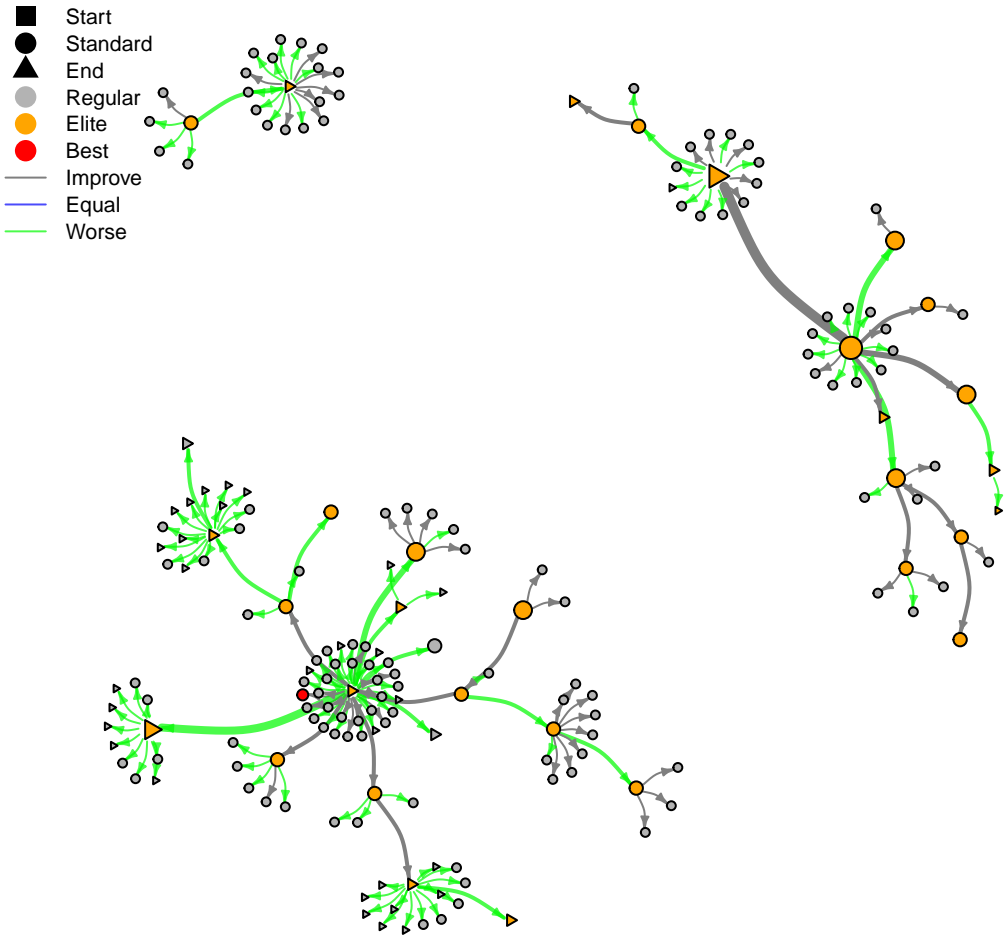 Start
Standard
End
Regular
Elite
Best
Improve
Equal
Worse